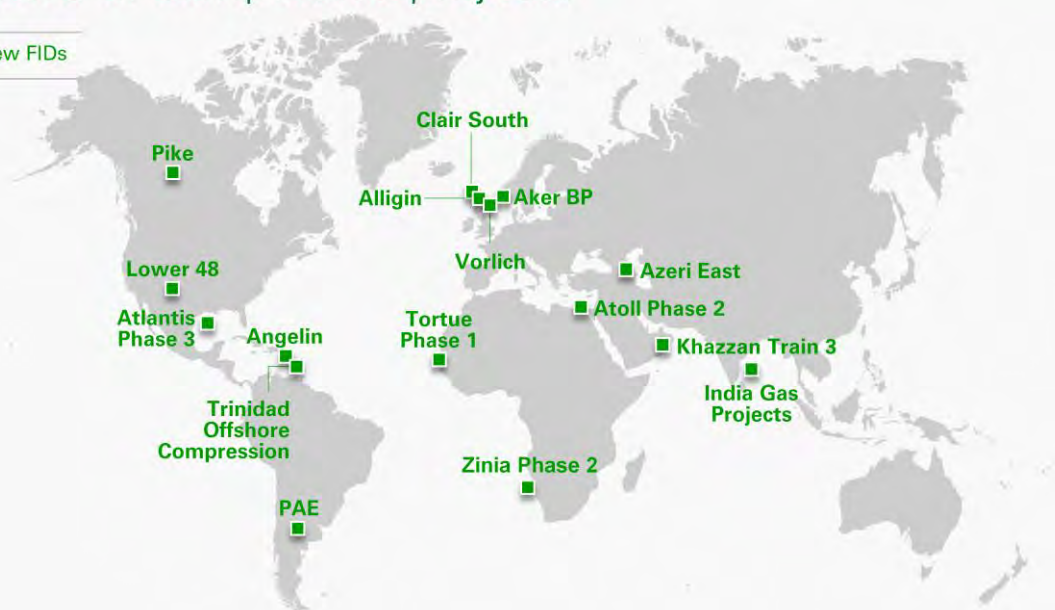 FIDs
Clair South
Pike
Alligin
Aker BP
Vorlich
Lower 48
Azeri East
Atoll Phase 2
Atlantis
Phase 3
Angelin
Tortue
Phase 1
Khazzan Train 3
India Gas
Projects
Trinidad
Offshore
Compression
Zinia Phase 2
PAE